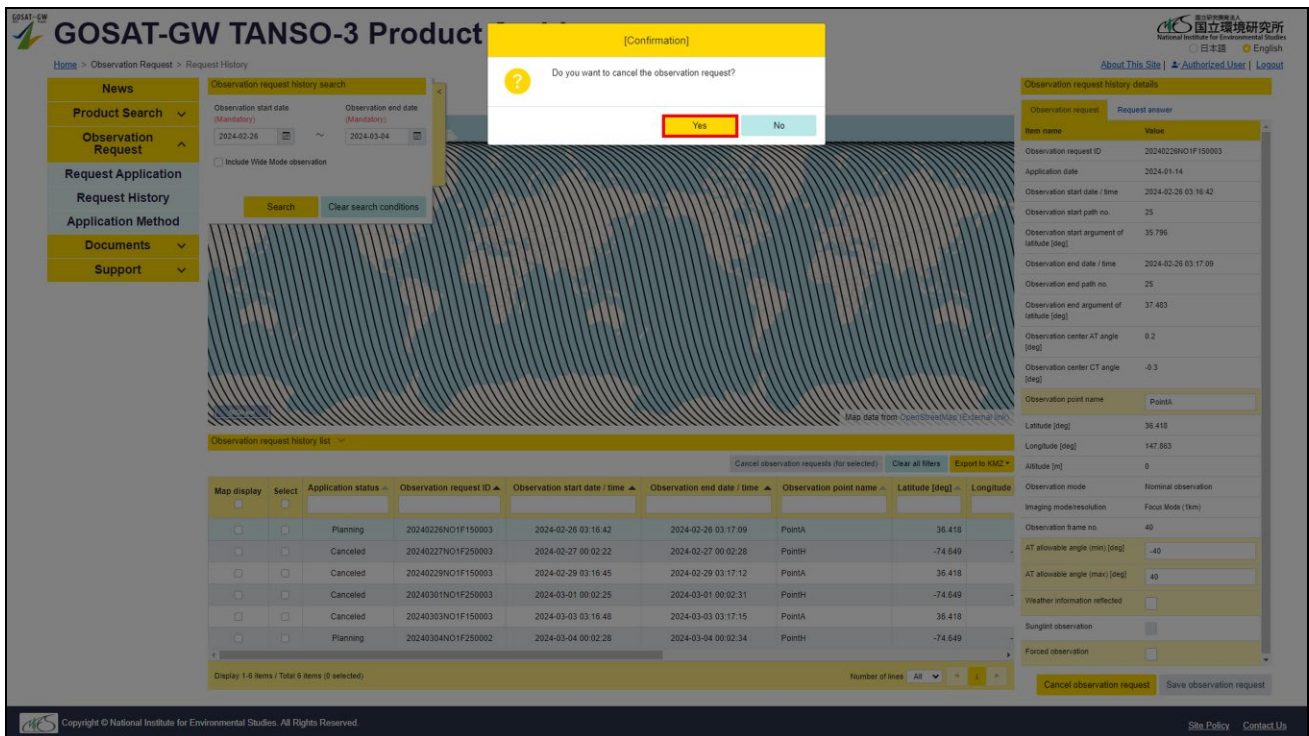 GOSAT-GW
GOSAT-GW TANSO-3 Product
国立研究開発法人
国立環境研究所
National Institute for Environmental Studies
日本語 English
Home > Observation Request > Request History
About This Site | Authorized User | Logout
[Confirmation]
Do you want to cancel the observation request?
Yes No
News
Product Search
Observation Request
Request Application
Request History
Application Method
Documents
Support
Observation request history search
Observation start date (Mandatory)
Observation end date (Mandatory)
2024-02-26 ~ 2024-03-04
Include Wide Mode observation
Search Clear search conditions
<
Map data from OpenStreetMap (External link)
Observation request history list
Cancel observation requests (for selected) Clear all filters Export to KMZ
Map display Select Application status Observation request ID Observation start date / time Observation end date / time Observation point name Latitude [deg] Longitude
Planning 20240226NO1F150003 2024-02-26 03:16:42 2024-02-26 03:17:09 PointA 36.418
Canceled 20240227NO1F250003 2024-02-27 00:02:22 2024-02-27 00:02:28 PointH -74.649 -
Canceled 20240229NO1F150003 2024-02-29 03:16:45 2024-02-29 03:17:12 PointA 36.418
Canceled 20240301NO1F250003 2024-03-01 00:02:25 2024-03-01 00:02:31 PointH -74.649 -
Canceled 20240303NO1F150003 2024-03-03 03:16:48 2024-03-03 03:17:15 PointA 36.418
Planning 20240304NO1F250002 2024-03-04 00:02:28 2024-03-04 00:02:34 PointH -74.649 -
Display 1-6 items / Total 6 items (0 selected)
Number of lines All « 1 »
Observation request history details
Observation request Request answer
Item name Value
Observation request ID 20240226NO1F150003
Application date 2024-01-14
Observation start date / time 2024-02-26 03:16:42
Observation start path no. 25
Observation start argument of latitude [deg] 35.796
Observation end date / time 2024-02-26 03:17:09
Observation end path no. 25
Observation end argument of latitude [deg] 37.483
Observation center AT angle [deg] 0.2
Observation center CT angle [deg] -0.3
Observation point name PointA
Latitude [deg] 36.418
Longitude [deg] 147.863
Altitude [m] 0
Observation mode Nominal observation
Imaging mode/resolution Focus Mode (1km)
Observation frame no. 40
AT allowable angle (min) [deg] -40
AT allowable angle (max) [deg] 40
Weather information reflected
Sunglint observation
Forced observation
Cancel observation request Save observation request
Copyright © National Institute for Environmental Studies. All Rights Reserved.
Site Policy Contact Us